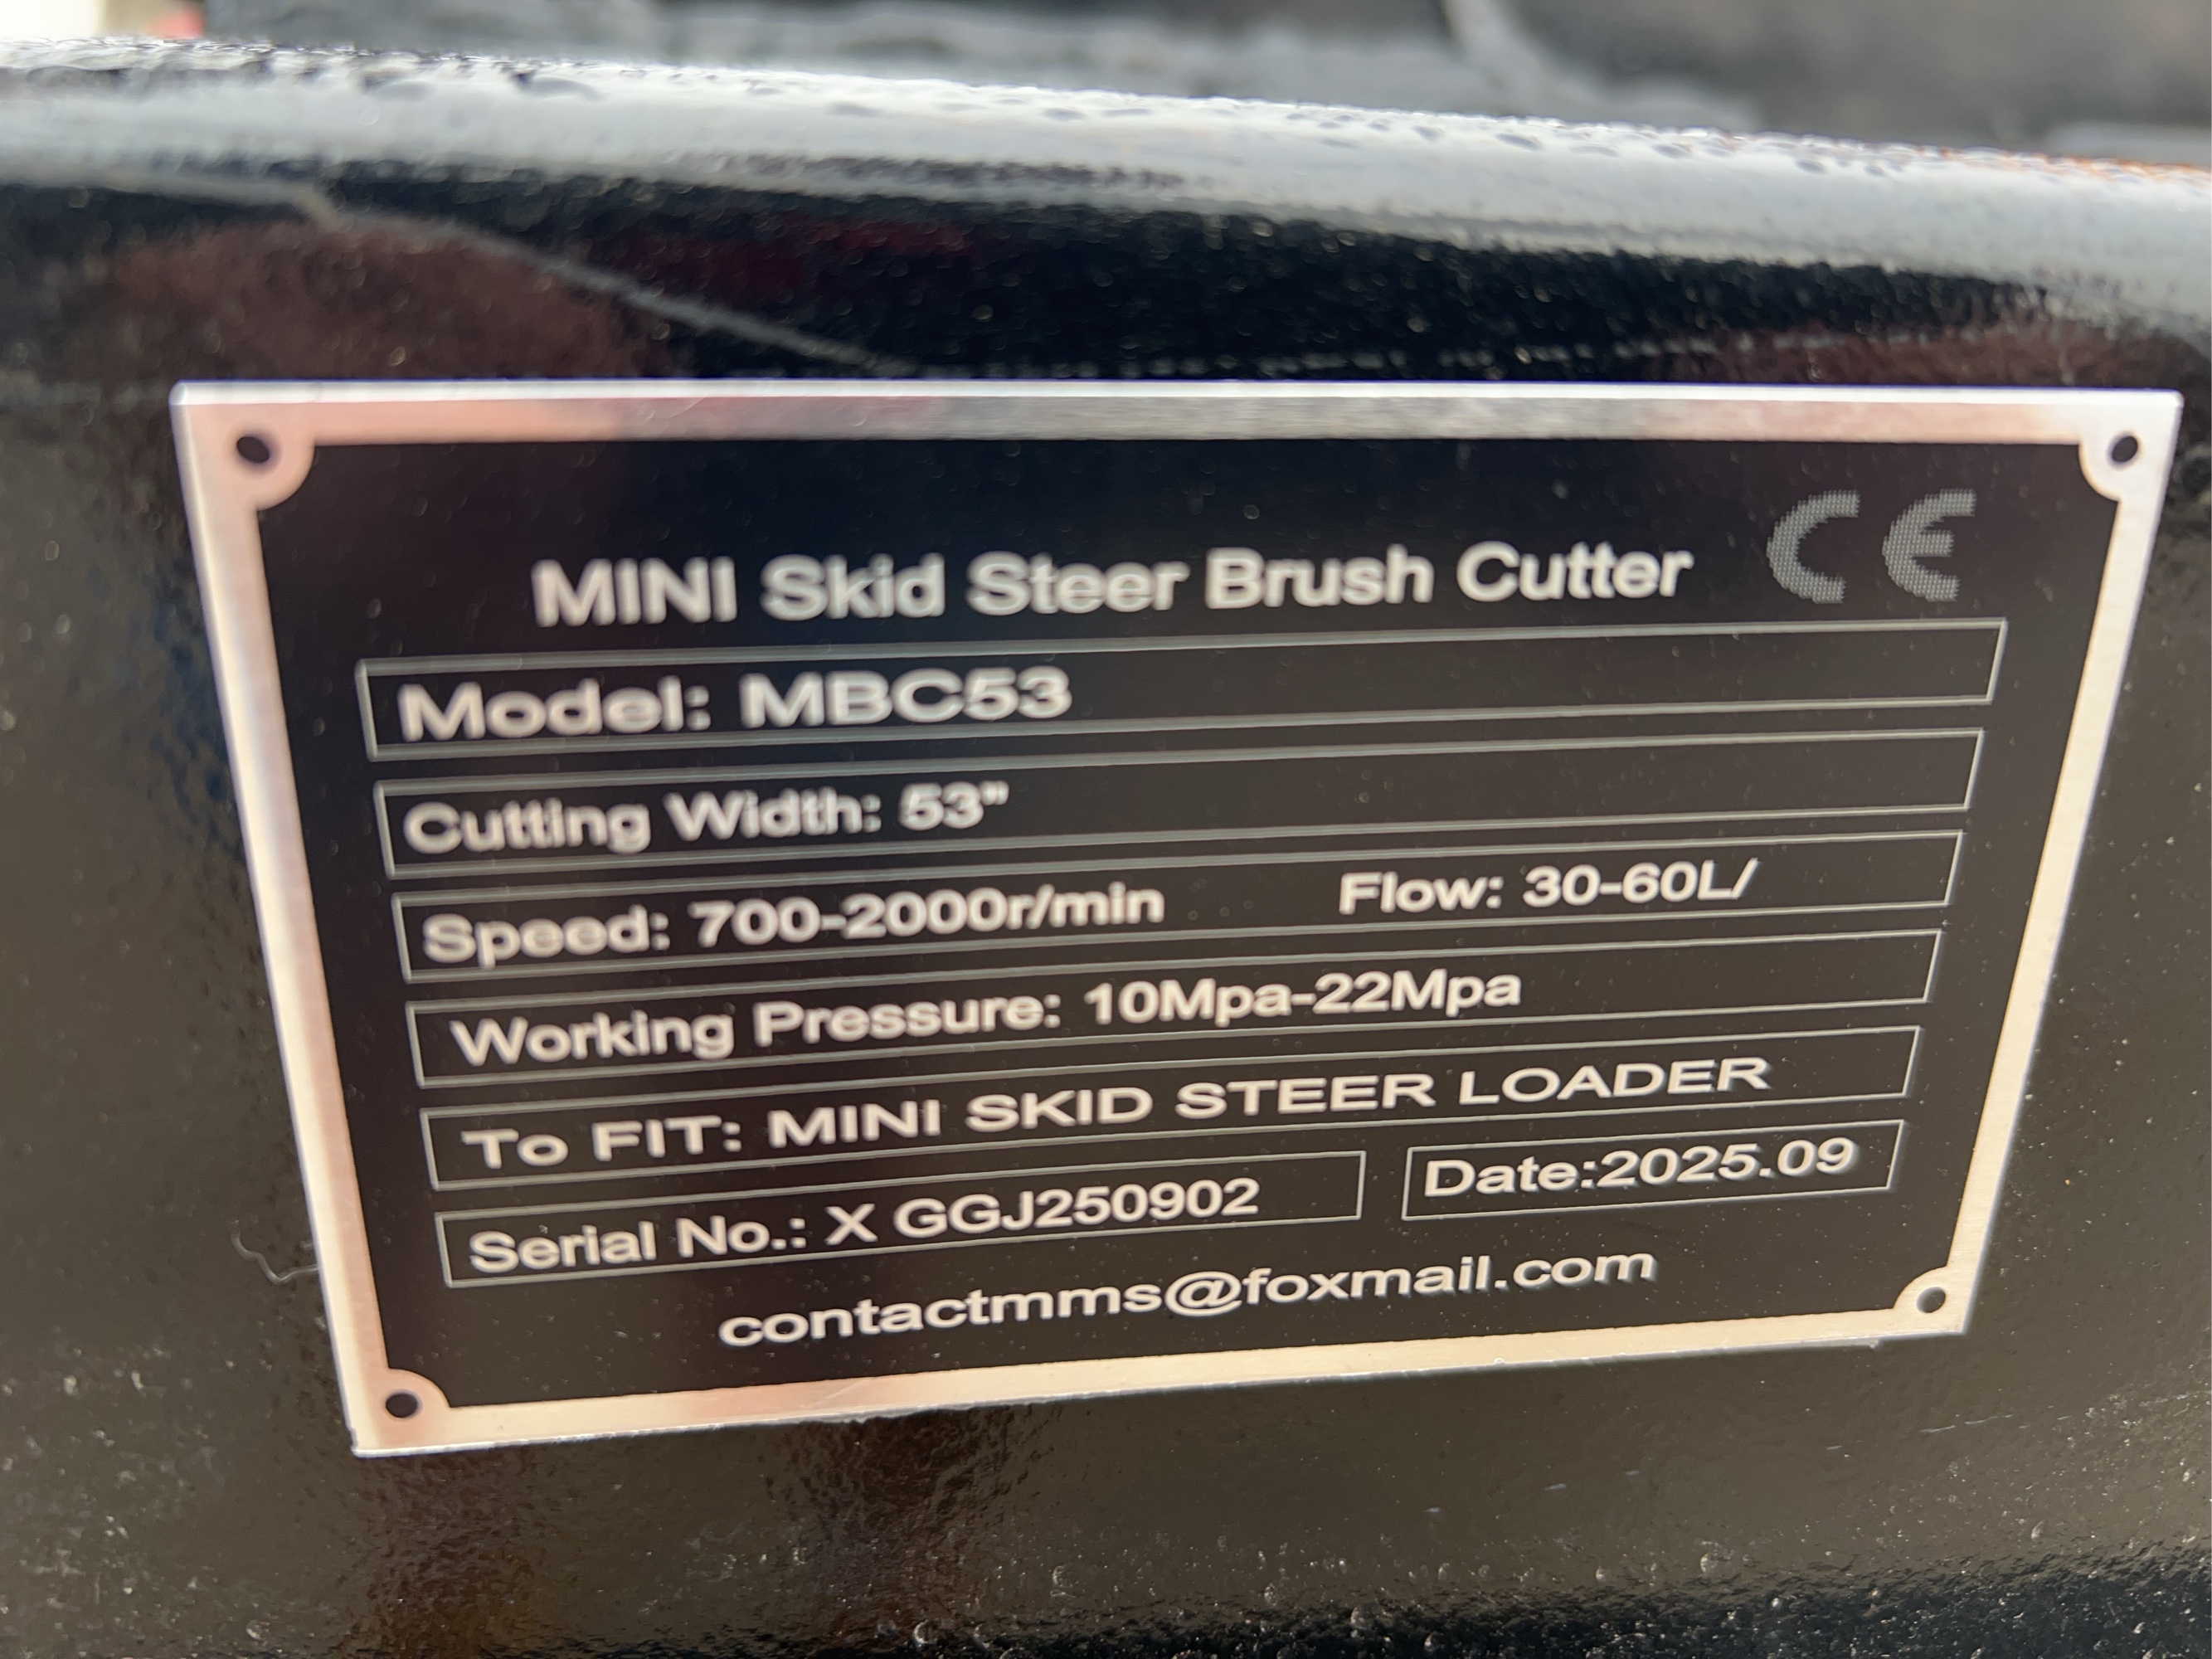 MINI Skid Steer Brush Cutter CE
Model: MBC53
Cutting Width: 53"
Speed: 700-2000r/min Flow: 30-60L/
Working Pressure: 10Mpa-22Mpa
To FIT: MINI SKID STEER LOADER
Serial No.: X GGJ250902 Date:2025.09
contactmms@foxmail.com